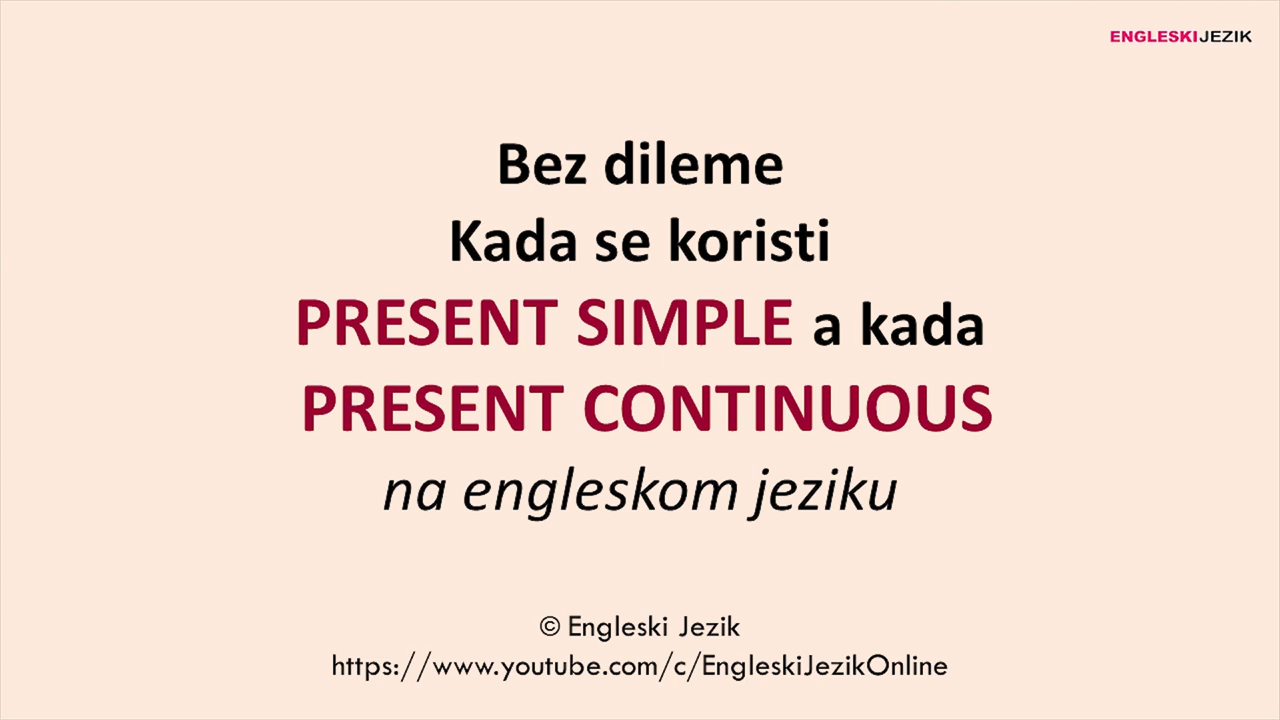 ENGLESKIJEZIK
Bez dileme
Kada se koristi
PRESENT SIMPLE a kada
PRESENT CONTINUOUS
na engleskom jeziku
© Engleski Jezik
https://www.youtube.com/c/EngleskiJezikOnline